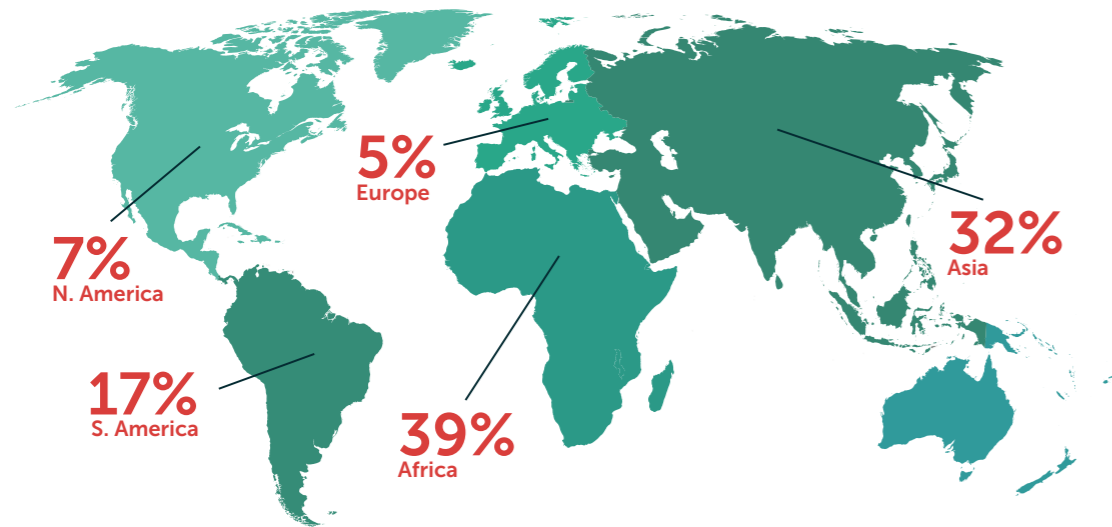 5%
Europe
7%
N. America
32%
Asia
17%
S. America
39%
Africa